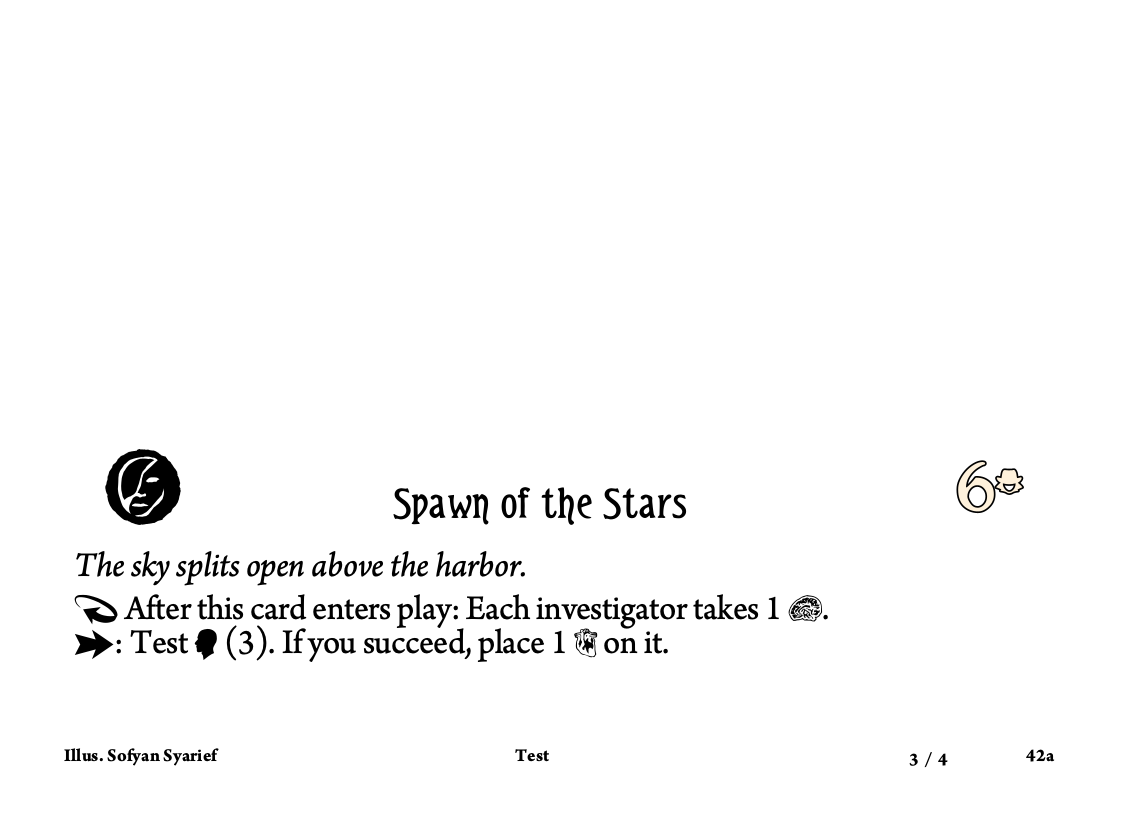 6
Spawn of the Stars
The sky splits open above the harbor.
After this card enters play: Each investigator takes 1 .
: Test (3). If you succeed, place 1 on it.
Illus. Sofyan Syarief Test 3 / 4 42a